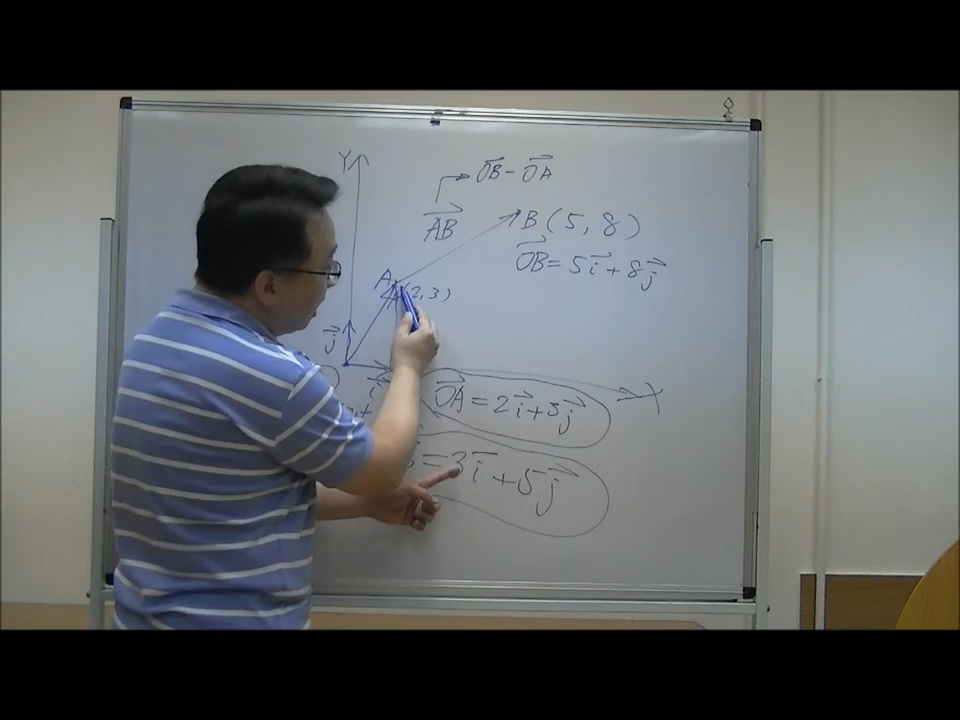 Y
→OB − →OA
→AB
B (5, 8)
→OB = 5→i + 8→j
A
(2, 3)
→j
→i
X
→OA = 2→i + 3→j
= 3→i + 5→j